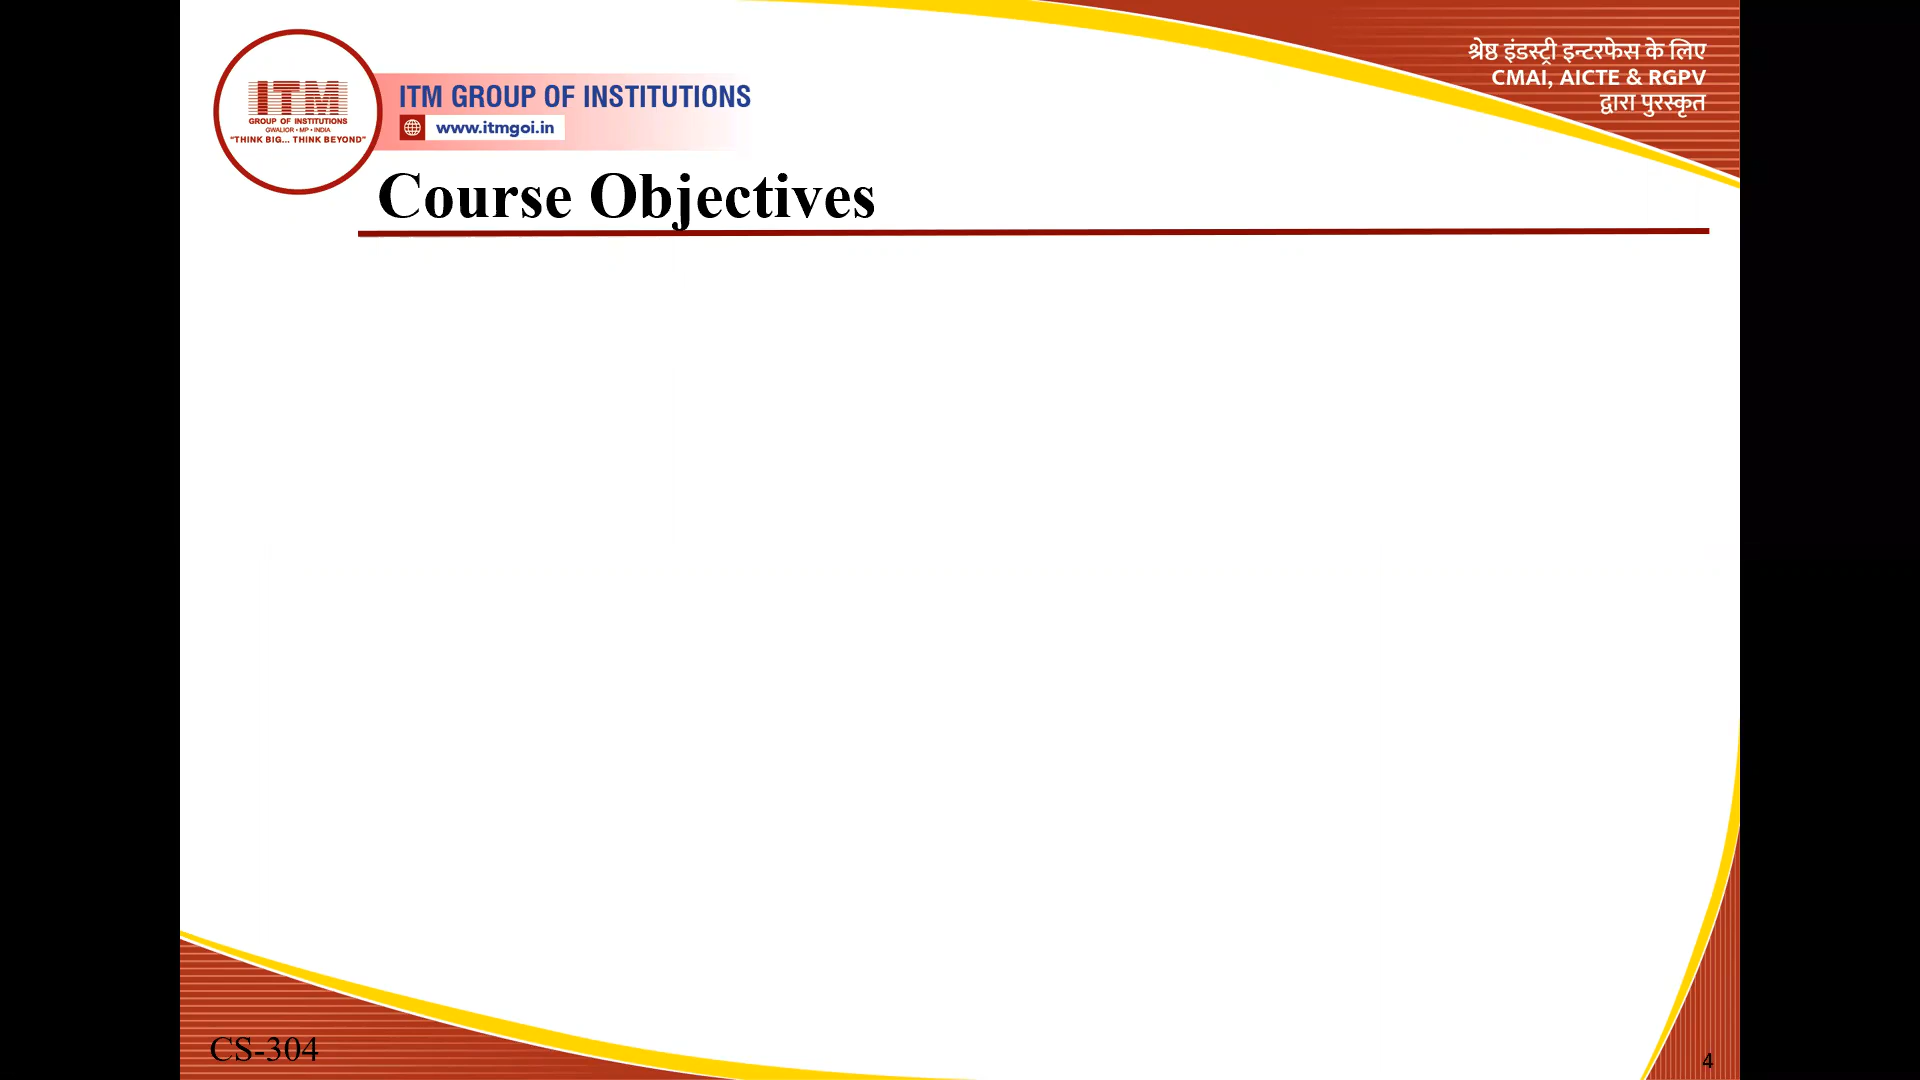 ITM
GROUP OF INSTITUTIONS
GWALIOR • MP • INDIA
"THINK BIG... THINK BEYOND"
ITM GROUP OF INSTITUTIONS
www.itmgoi.in
श्रेष्ठ इंडस्ट्री इन्टरफेस के लिए
CMAI, AICTE & RGPV
द्वारा पुरस्कृत
Course Objectives
CS-304
4